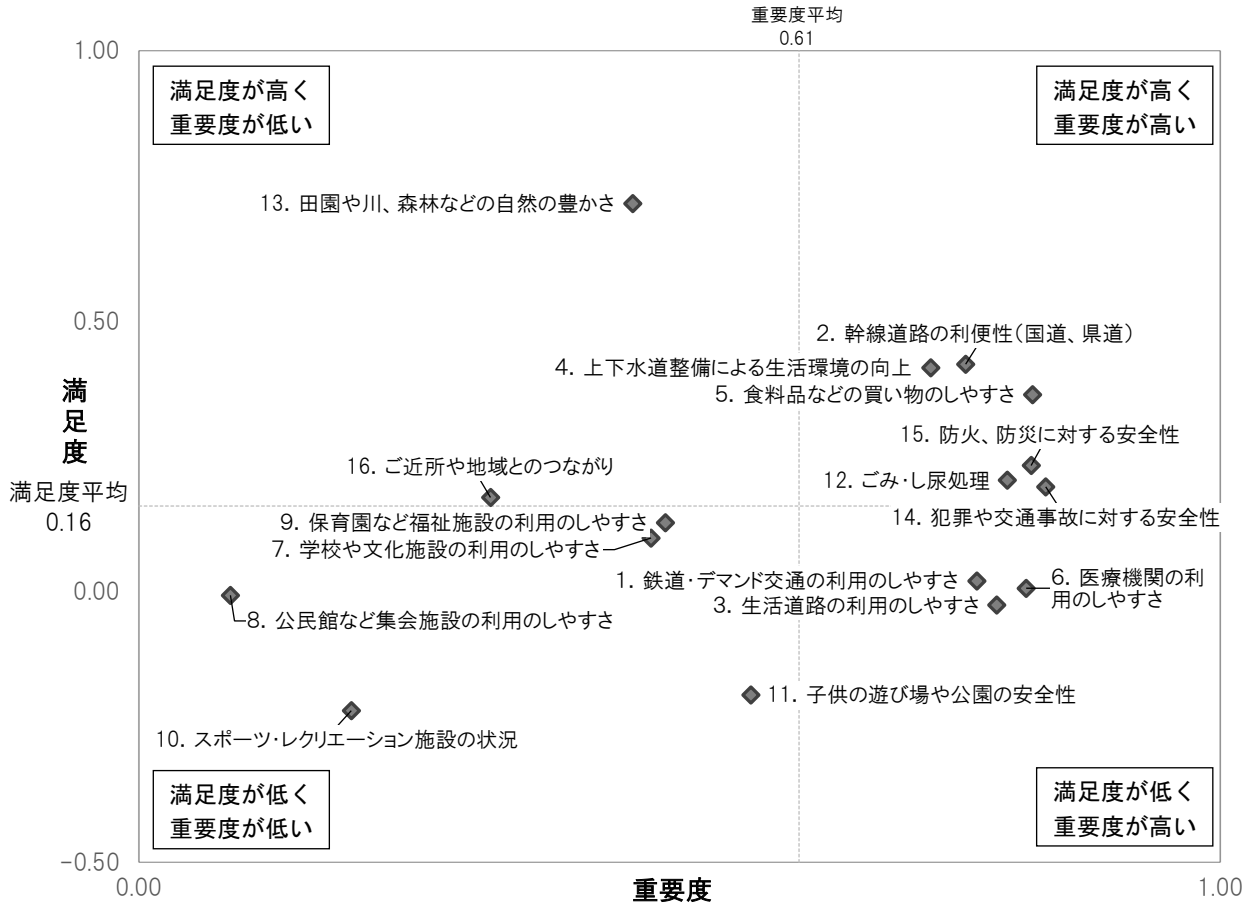 重要度平均
0.61
1.00
満足度が高く
重要度が低い
満足度が高く
重要度が高い
13. 田園や川、森林などの自然の豊かさ
0.50
2. 幹線道路の利便性(国道、県道)
4. 上下水道整備による生活環境の向上
5. 食料品などの買い物のしやすさ
満足度
15. 防火、防災に対する安全性
16. ご近所や地域とのつながり
12. ごみ・し尿処理
満足度平均
0.16
14. 犯罪や交通事故に対する安全性
9. 保育園など福祉施設の利用のしやすさ
7. 学校や文化施設の利用のしやすさ
0.00
1. 鉄道・デマンド交通の利用のしやすさ
6. 医療機関の利
用のしやすさ
3. 生活道路の利用のしやすさ
8. 公民館など集会施設の利用のしやすさ
11. 子供の遊び場や公園の安全性
10. スポーツ・レクリエーション施設の状況
満足度が低く
重要度が低い
満足度が低く
重要度が高い
-0.50
0.00
重要度
1.00